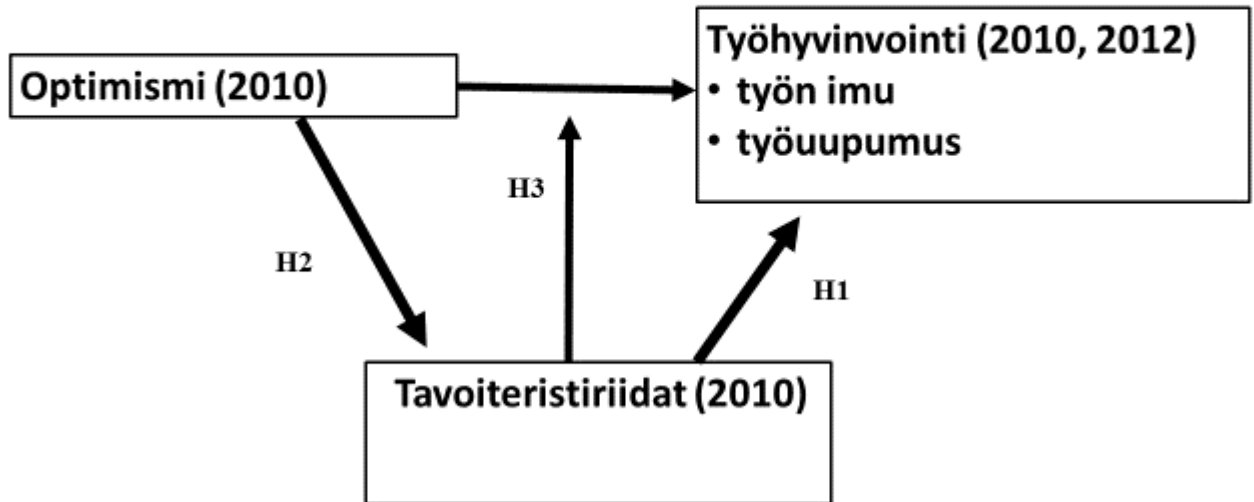 Optimismi (2010)
Työhyvinvointi (2010, 2012)
• työn imu
• työuupumus
H3
H2
H1
Tavoiteristiriidat (2010)